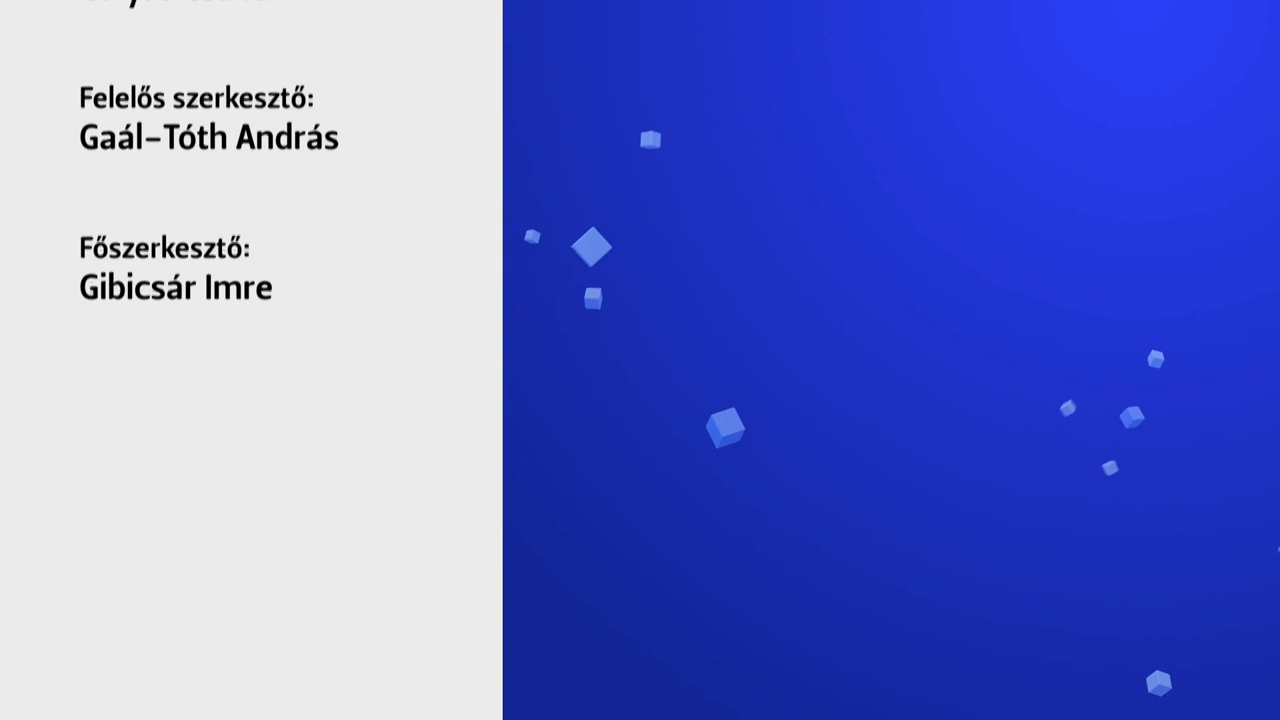 Felelős szerkesztő:
Gaál–Tóth András
Főszerkesztő:
Gibicsár Imre